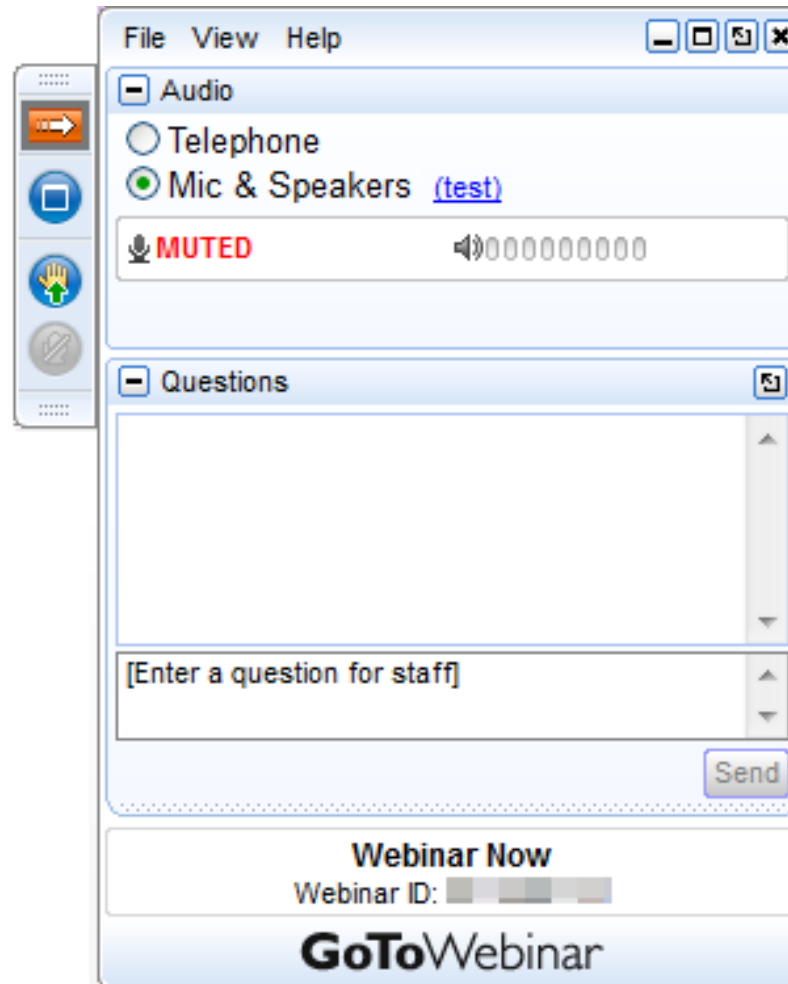 File View Help
Audio
Telephone
Mic & Speakers (test)
MUTED
Questions
[Enter a question for staff]
Send
Webinar Now
Webinar ID:
GoToWebinar